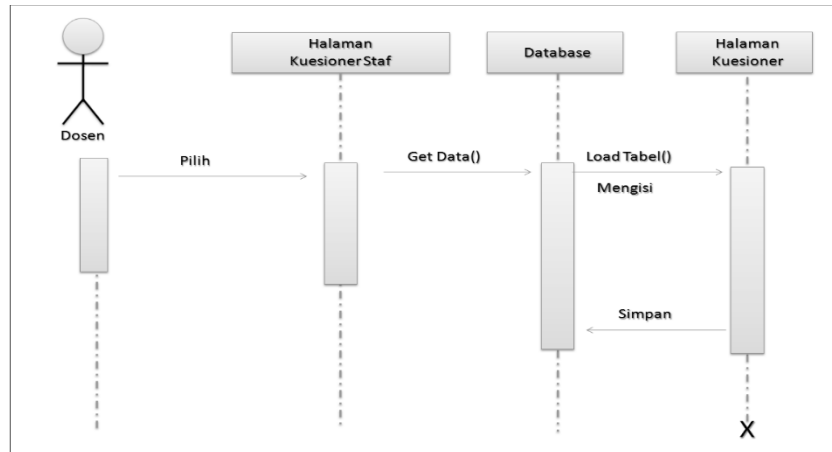 Halaman
Kuesioner Staf
Database
Halaman
Kuesioner
Dosen
Pilih
Get Data()
Load Tabel()
Mengisi
Simpan
X